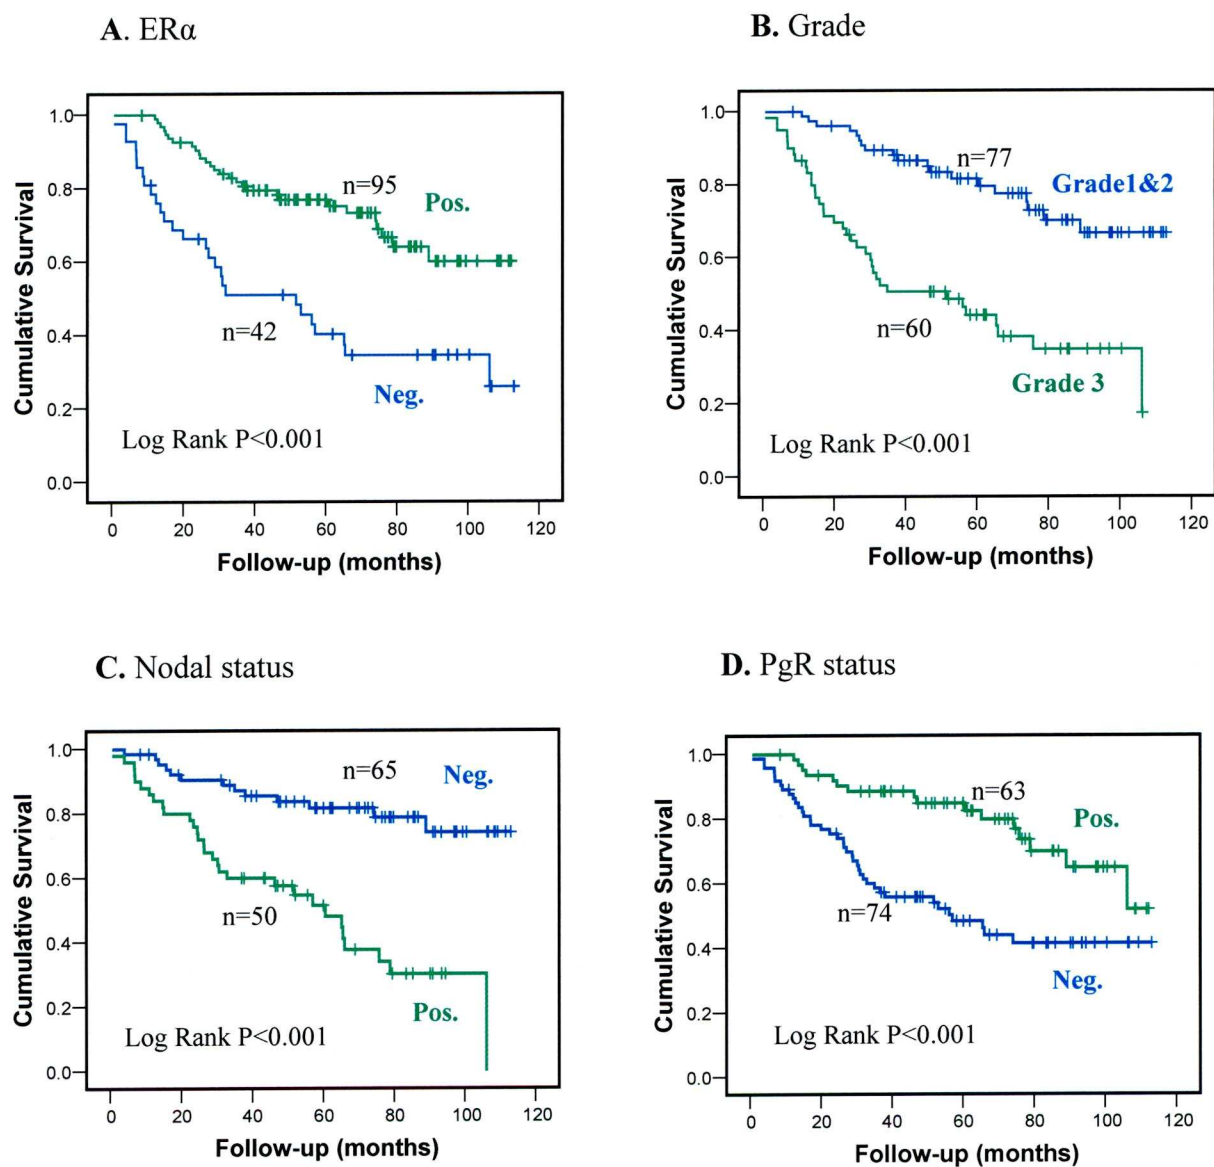 A. ERα
1.0
0.8
0.6
0.4
0.2
0.0
Cumulative Survival
n=95
Pos.
n=42
Neg.
Log Rank P<0.001
0 20 40 60 80 100 120
Follow-up (months)
B. Grade
1.0
0.8
0.6
0.4
0.2
0.0
Cumulative Survival
n=77
Grade1&2
n=60
Grade 3
Log Rank P<0.001
0 20 40 60 80 100 120
Follow-up (months)
C. Nodal status
1.0
0.8
0.6
0.4
0.2
0.0
Cumulative Survival
n=65
Neg.
n=50
Pos.
Log Rank P<0.001
0 20 40 60 80 100 120
Follow-up (months)
D. PgR status
1.0
0.8
0.6
0.4
0.2
0.0
Cumulative Survival
n=63
Pos.
n=74
Neg.
Log Rank P<0.001
0 20 40 60 80 100 120
Follow-up (months)